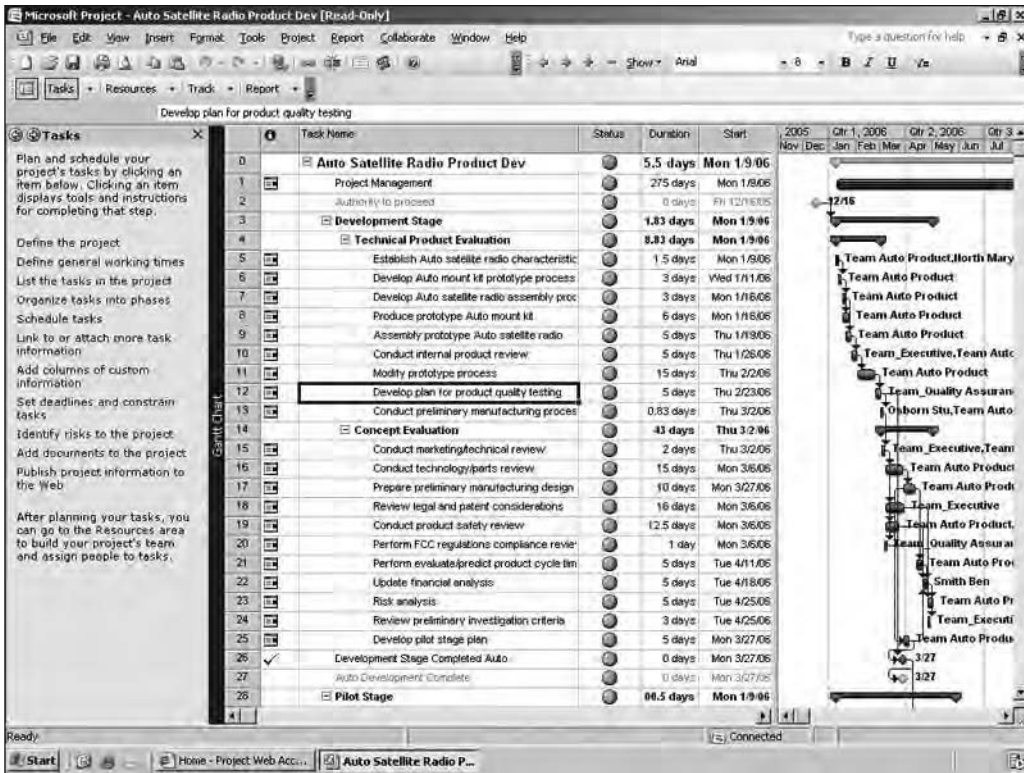 Microsoft Project - Auto Satellite Radio Product Dev [Read-Only]
File Edit View Insert Format Tools Project Report Collaborate Window Help Type a question for help
Show Arial 8 B I U
Tasks Resources Track Report
Develop plan for product quality testing
Tasks
Plan and schedule your
project's tasks by clicking an
item below. Clicking an item
displays tools and instructions
for completing that step.
Define the project
Define general working times
List the tasks in the project
Organize tasks into phases
Schedule tasks
Link to or attach more task
information
Add columns of custom
information
Set deadlines and constrain
tasks
Identify risks to the project
Add documents to the project
Publish project information to
the Web
After planning your tasks, you
can go to the Resources area
to build your project's team
and assign people to tasks.
Gantt Chart
Task Name Status Duration Start , 2005 Qtr 1, 2006 Qtr 2, 2006 Qtr 3
Nov Dec Jan Feb Mar Apr May Jun Jul
0 Auto Satellite Radio Product Dev 5.5 days Mon 1/9/06
1 Project Management 275 days Mon 1/9/06
2 Authority to proceed 0 days Fri 12/16/05 12/16
3 Development Stage 1.83 days Mon 1/9/06
4 Technical Product Evaluation 8.83 days Mon 1/9/06
5 Establish Auto satellite radio characteristic 1.5 days Mon 1/9/06 Team Auto Product,North Mary
6 Develop Auto mount kit prototype process 3 days Wed 1/11/06 Team Auto Product
7 Develop Auto satellite radio assembly proc 3 days Mon 1/16/06 Team Auto Product
8 Produce prototype Auto mount kit 6 days Mon 1/16/06 Team Auto Product
9 Assembly prototype Auto satellite radio 5 days Thu 1/19/06 Team Auto Product
10 Conduct internal product review 5 days Thu 1/26/06 Team_Executive,Team Auto
11 Modify prototype process 15 days Thu 2/2/06 Team Auto Product
12 Develop plan for product quality testing 5 days Thu 2/23/06 Team_Quality Assuran
13 Conduct preliminary manufacturing proces 0.83 days Thu 3/2/06 Osborn Stu,Team Auto
14 Concept Evaluation 43 days Thu 3/2/06
15 Conduct marketing/technical review 2 days Thu 3/2/06 Team_Executive,Team
16 Conduct technology/parts review 15 days Mon 3/6/06 Team Auto Product
17 Prepare preliminary manufacturing design 10 days Mon 3/27/06 Team Auto Produ
18 Review legal and patent considerations 16 days Mon 3/6/06 Team_Executive
19 Conduct product safety review 12.5 days Mon 3/6/06 Team Auto Product,
20 Perform FCC regulations compliance revie 1 day Mon 3/6/06 Team_Quality Assuran
21 Perform evaluate/predict product cycle tim 5 days Tue 4/11/06 Team Auto Pro
22 Update financial analysis 5 days Tue 4/18/06 Smith Ben
23 Risk analysis 5 days Tue 4/25/06 Team Auto Pr
24 Review preliminary investigation criteria 3 days Tue 4/25/06 Team_Executi
25 Develop pilot stage plan 5 days Mon 3/27/06 Team Auto Produ
26 Development Stage Completed Auto 0 days Mon 3/27/06 3/27
27 Auto Development Complete 0 days Mon 3/27/06 3/27
28 Pilot Stage 00.5 days Mon 1/9/06
Ready Connected
Start Home - Project Web Acc... Auto Satellite Radio P...